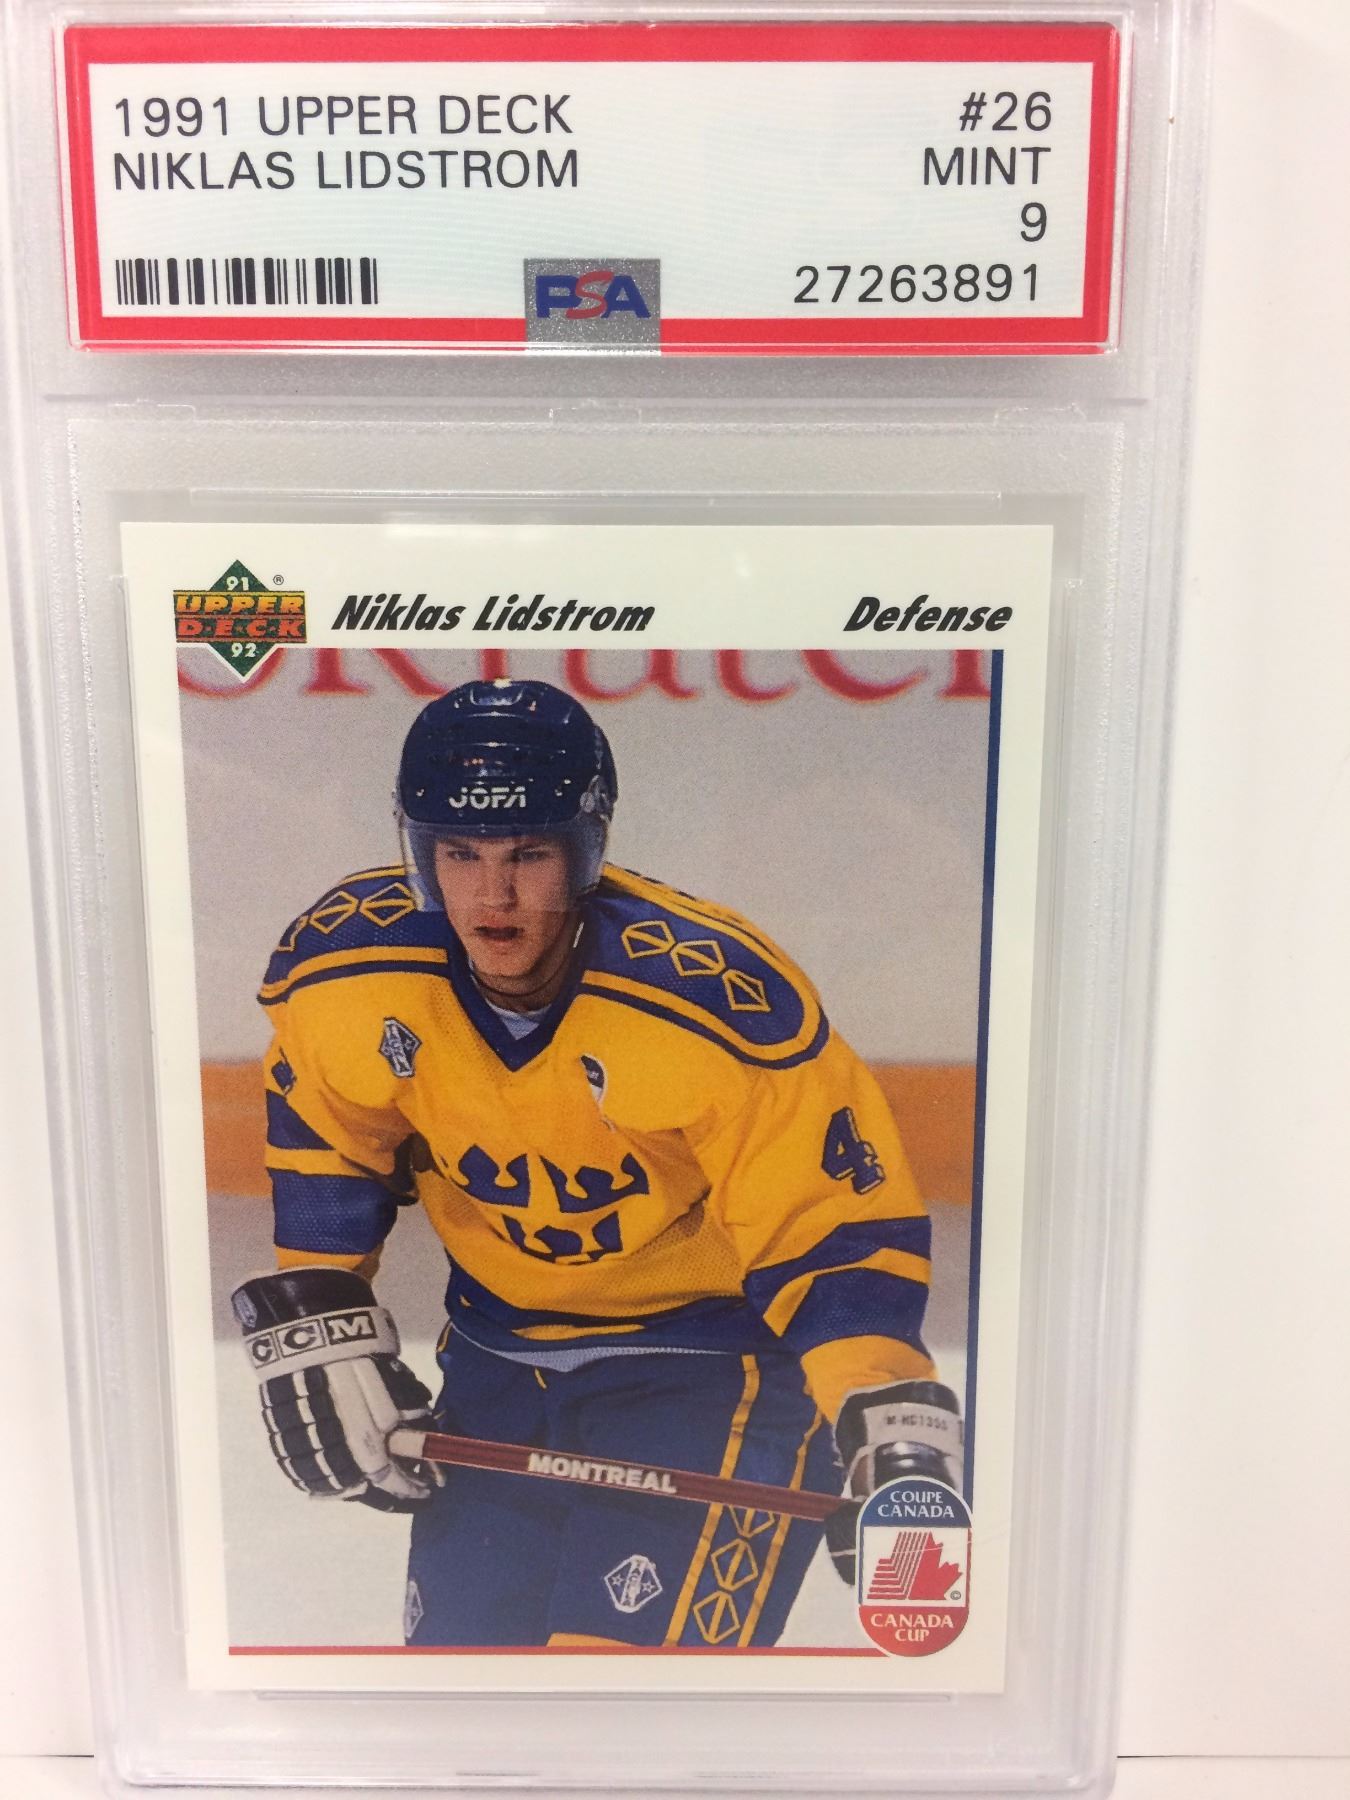 1991 UPPER DECK #26
NIKLAS LIDSTROM MINT
9
PSA 27263891
91 ®
UPPER
D·E·C·K
92
Niklas Lidstrom Defense
JOFA
4
CCM
MONTREAL
COUPE
CANADA
©
CANADA
CUP